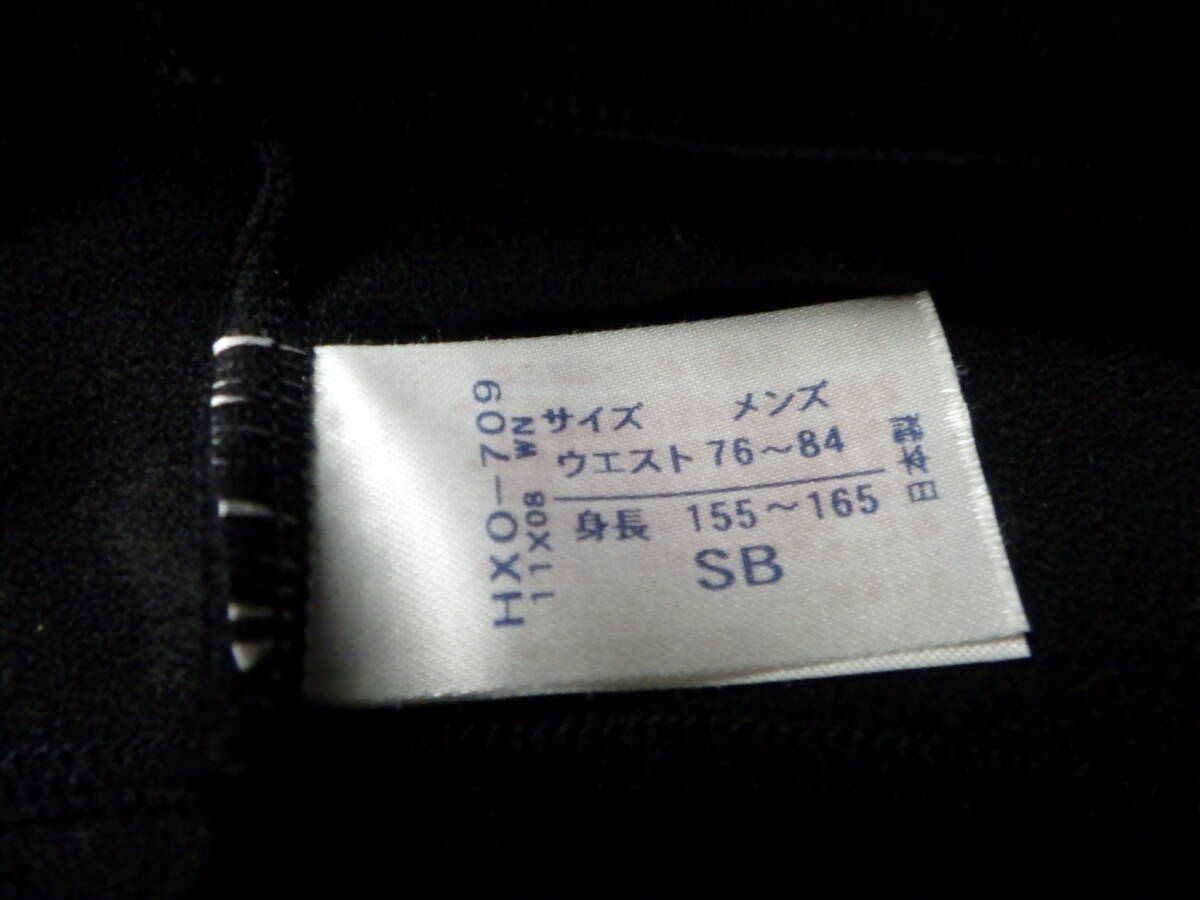 HXO-709
11X08 WN
サイズ メンズ
ウエスト 76～84
身長 155～165
SB
日本製